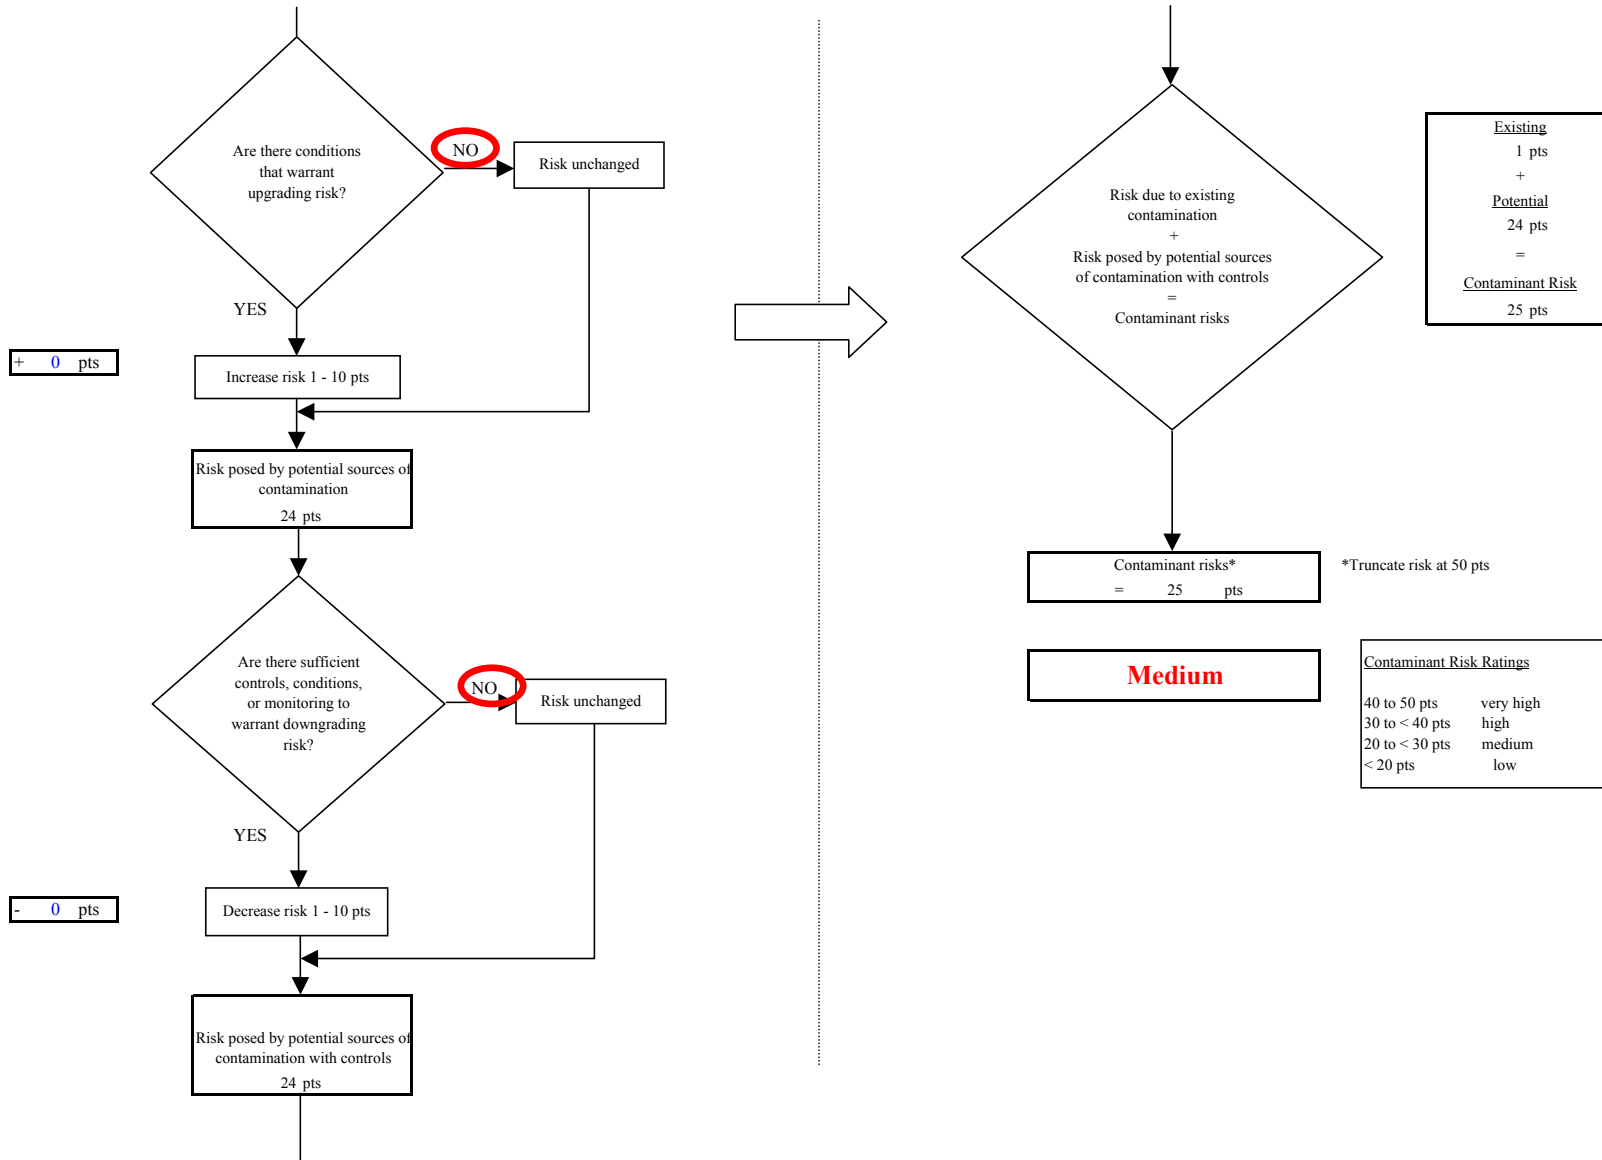 Are there conditions
that warrant
upgrading risk?
NO
Risk unchanged
YES
+ 0 pts
Increase risk 1 - 10 pts
Risk posed by potential sources of
contamination
24 pts
Are there sufficient
controls, conditions,
or monitoring to
warrant downgrading
risk?
NO
Risk unchanged
YES
- 0 pts
Decrease risk 1 - 10 pts
Risk posed by potential sources of
contamination with controls
24 pts
Risk due to existing
contamination
+
Risk posed by potential sources
of contamination with controls
=
Contaminant risks
Existing
1 pts
+
Potential
24 pts
=
Contaminant Risk
25 pts
Contaminant risks*
= 25 pts
*Truncate risk at 50 pts
Medium
Contaminant Risk Ratings
40 to 50 pts very high
30 to < 40 pts high
20 to < 30 pts medium
< 20 pts low